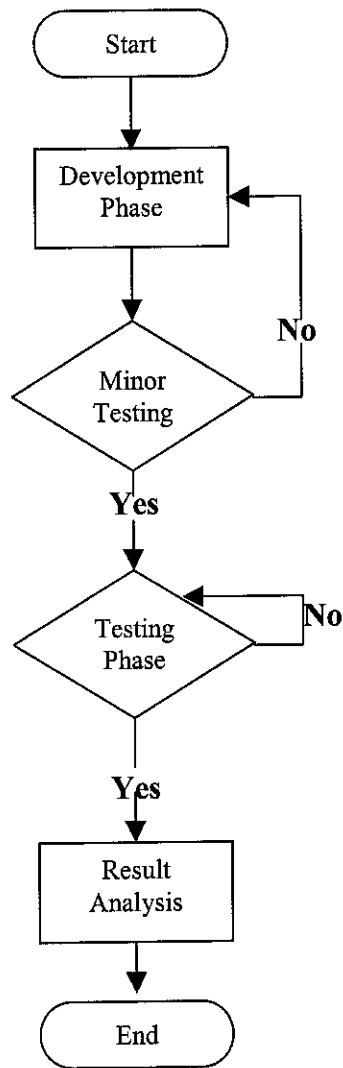 Start
Development
Phase
No
Minor
Testing
Yes
No
Testing
Phase
Yes
Result
Analysis
End